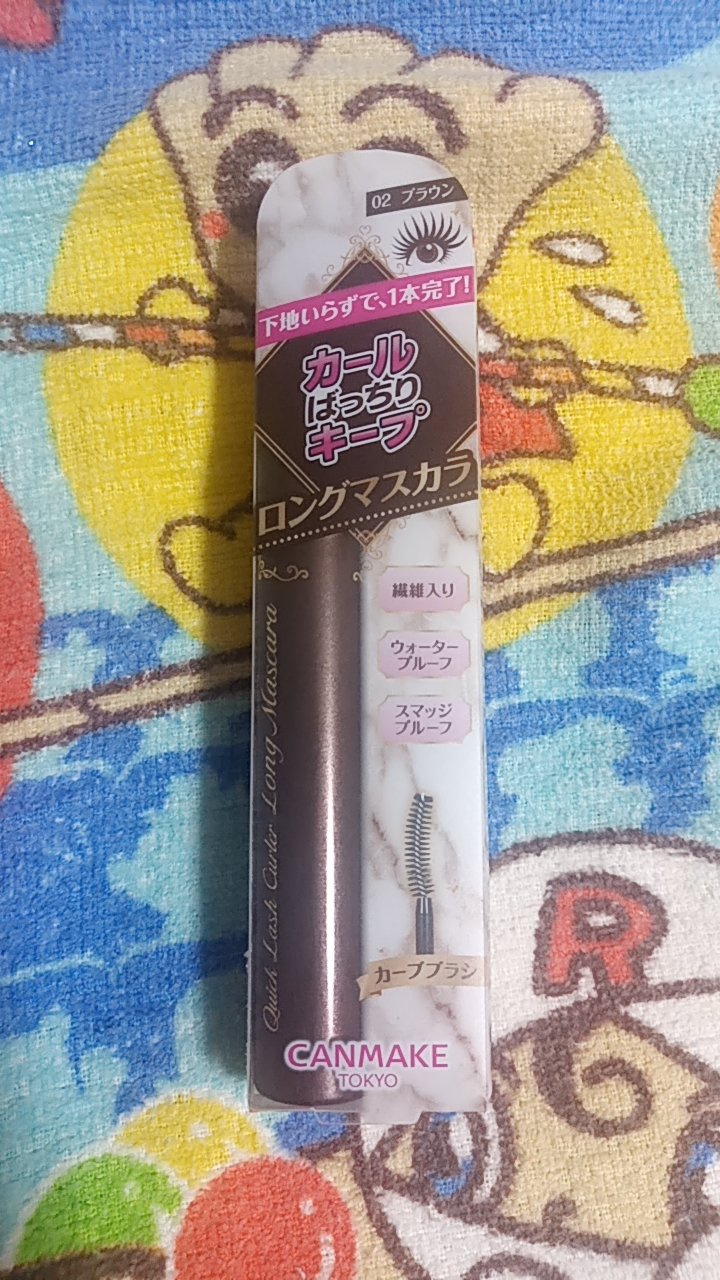 02 ブラウン
下地いらずで、1本完了!
カール
ばっちり
キープ
ロングマスカラ
繊維入り
ウォーター
プルーフ
スマッジ
プルーフ
Quick Lash Curler Long Mascara
カーブブラシ
CANMAKE
TOKYO
R